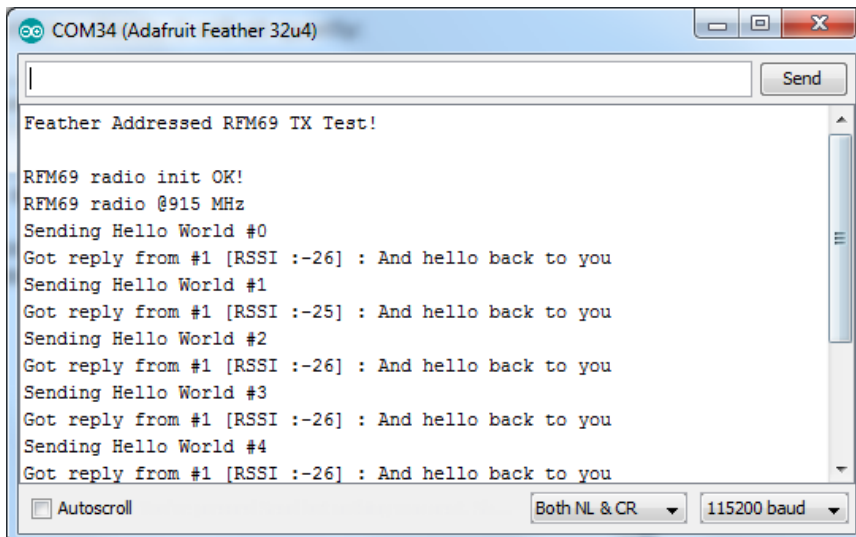 COM34 (Adafruit Feather 32u4)
Send
Feather Addressed RFM69 TX Test!
RFM69 radio init OK!
RFM69 radio @915 MHz
Sending Hello World #0
Got reply from #1 [RSSI :-26] : And hello back to you
Sending Hello World #1
Got reply from #1 [RSSI :-25] : And hello back to you
Sending Hello World #2
Got reply from #1 [RSSI :-26] : And hello back to you
Sending Hello World #3
Got reply from #1 [RSSI :-26] : And hello back to you
Sending Hello World #4
Got reply from #1 [RSSI :-26] : And hello back to you
Autoscroll
Both NL & CR
115200 baud